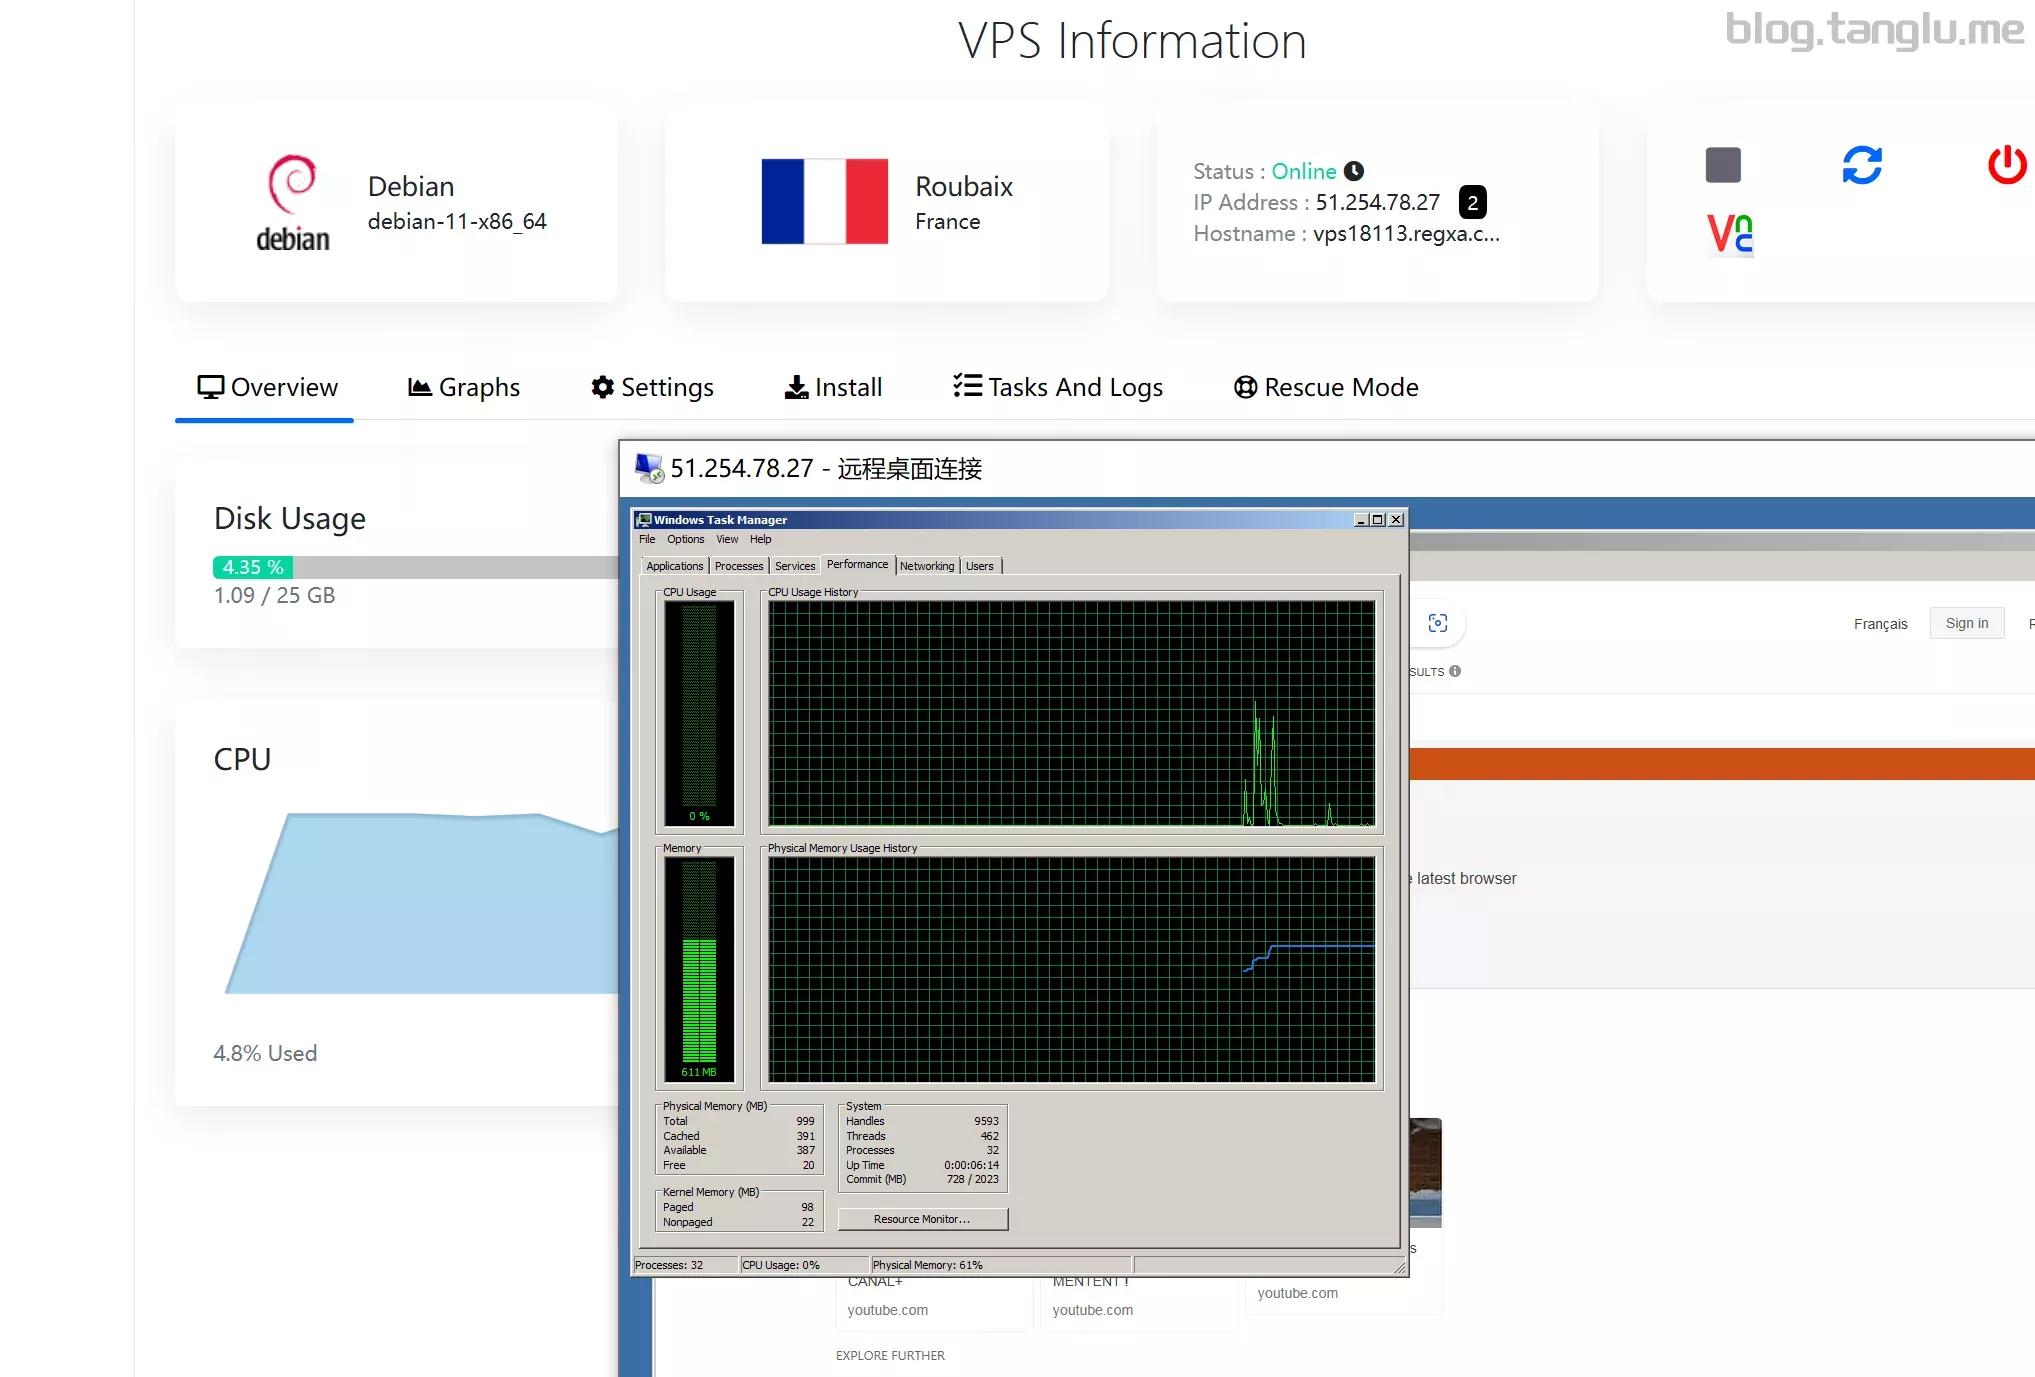 VPS Information
blog.tanglu.me
debian
Debian
debian-11-x86_64
Roubaix
France
Status : Online
IP Address : 51.254.78.27 2
Hostname : vps18113.regxa.c...
Vnc
Overview
Graphs
Settings
Install
Tasks And Logs
Rescue Mode
Disk Usage
4.35 %
1.09 / 25 GB
CPU
4.8% Used
51.254.78.27 - 远程桌面连接
Windows Task Manager
File Options View Help
Applications Processes Services Performance Networking Users
CPU Usage
0 %
CPU Usage History
Memory
611 MB
Physical Memory Usage History
Physical Memory (MB)
Total 999
Cached 391
Available 387
Free 20
Kernel Memory (MB)
Paged 98
Nonpaged 22
System
Handles 9593
Threads 462
Processes 32
Up Time 0:00:06:14
Commit (MB) 728 / 2023
Resource Monitor...
Processes: 32 CPU Usage: 0% Physical Memory: 61%
Français Sign in
latest browser
CANAL+
youtube.com
MENTENT !
youtube.com
youtube.com
EXPLORE FURTHER